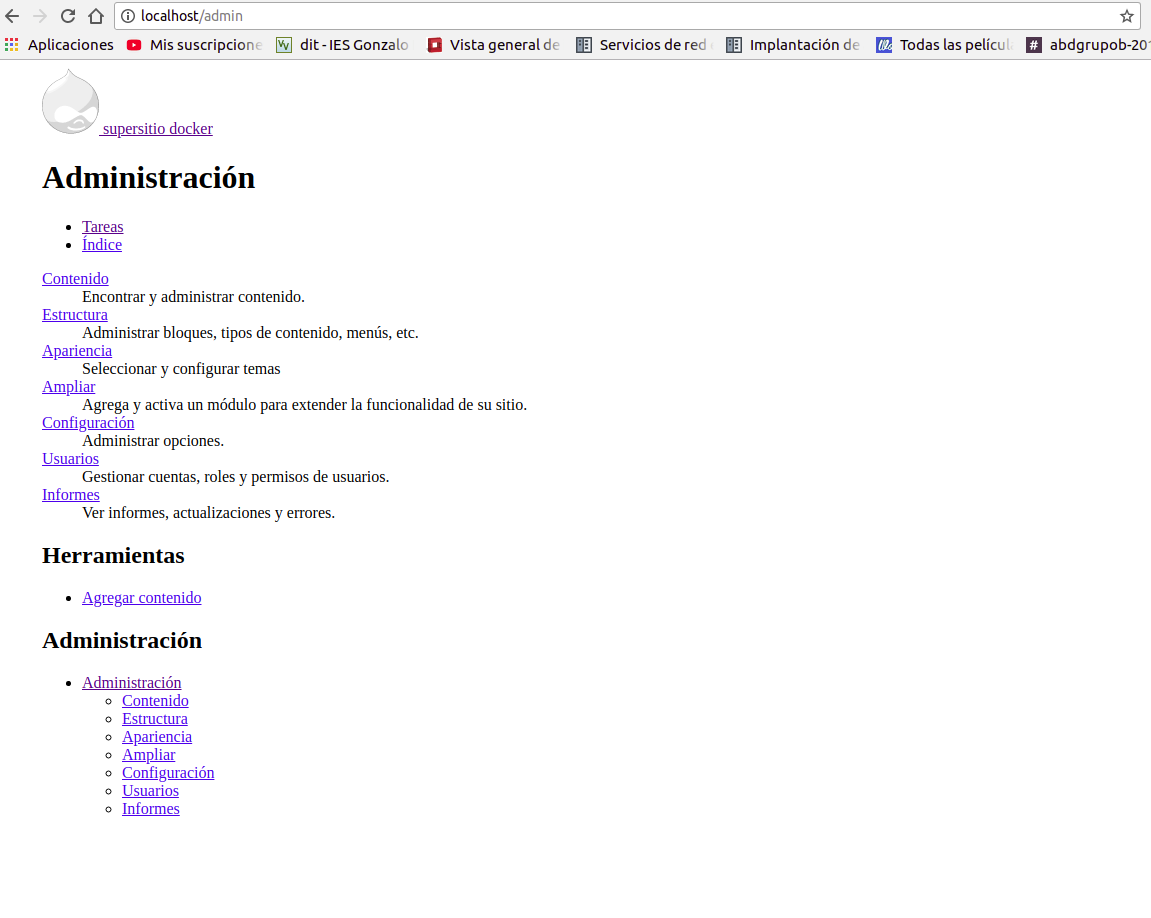 localhost/admin
Aplicaciones Mis suscripcione dit - IES Gonzalo Vista general de Servicios de red Implantación de Todas las películ # abdgrupob-201
supersitio docker
Administración
Tareas
Índice
Contenido
Encontrar y administrar contenido.
Estructura
Administrar bloques, tipos de contenido, menús, etc.
Apariencia
Seleccionar y configurar temas
Ampliar
Agrega y activa un módulo para extender la funcionalidad de su sitio.
Configuración
Administrar opciones.
Usuarios
Gestionar cuentas, roles y permisos de usuarios.
Informes
Ver informes, actualizaciones y errores.
Herramientas
Agregar contenido
Administración
Administración
Contenido
Estructura
Apariencia
Ampliar
Configuración
Usuarios
Informes